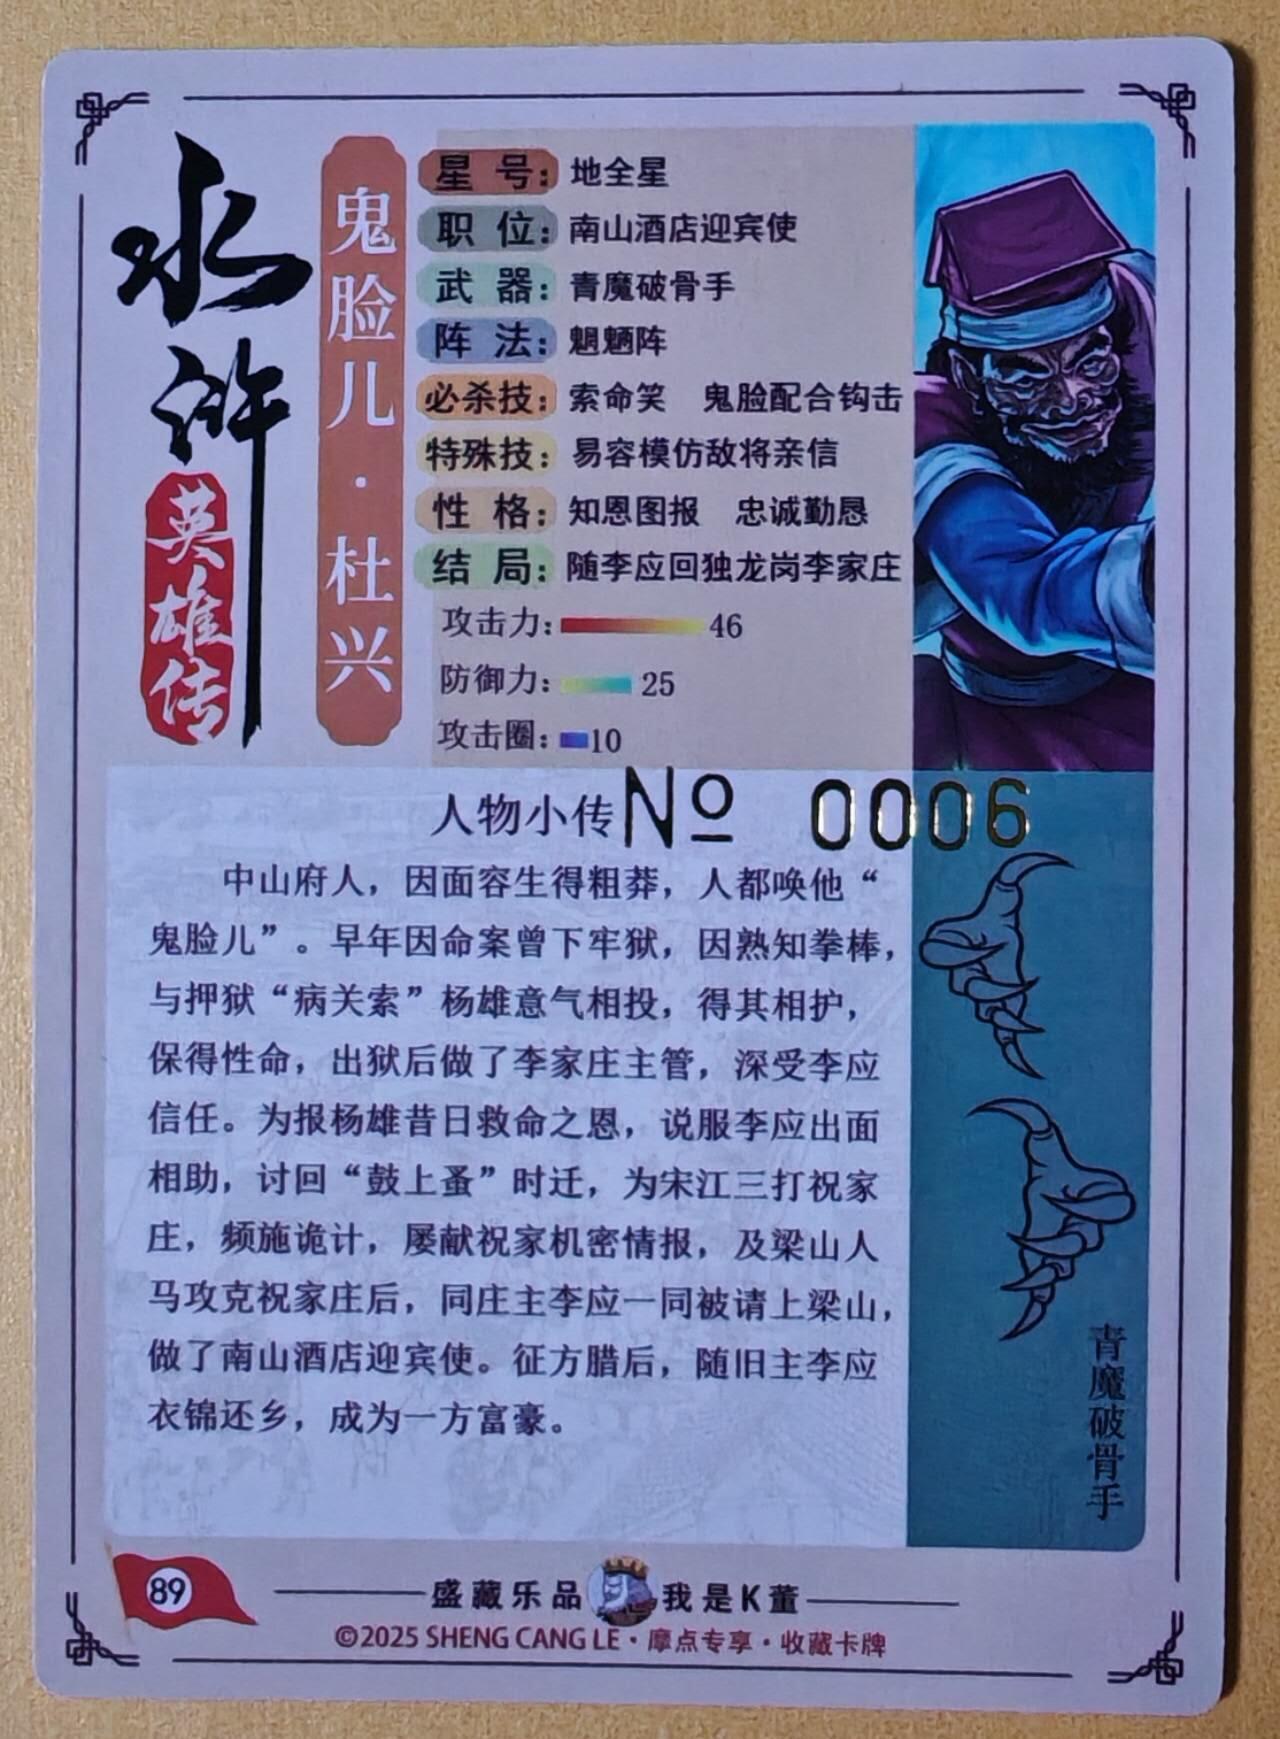 水浒
英雄传
鬼脸儿·杜兴
星号：地全星
职位：南山酒店迎宾使
武器：青魔破骨手
阵法：魍魉阵
必杀技：索命笑 鬼脸配合钩击
特殊技：易容模仿敌将亲信
性格：知恩图报 忠诚勤恳
结局：随李应回独龙岗李家庄
攻击力：46
防御力：25
攻击圈：10
人物小传 № 0006
中山府人，因面容生得粗莽，人都唤他“
鬼脸儿”。早年因命案曾下牢狱，因熟知拳棒，
与押狱“病关索”杨雄意气相投，得其相护，
保得性命，出狱后做了李家庄主管，深受李应
信任。为报杨雄昔日救命之恩，说服李应出面
相助，讨回“鼓上蚤”时迁，为宋江三打祝家
庄，频施诡计，屡献祝家机密情报，及梁山人
马攻克祝家庄后，同庄主李应一同被请上梁山，
做了南山酒店迎宾使。征方腊后，随旧主李应
衣锦还乡，成为一方富豪。
青魔破骨手
89
盛藏乐品 我是K董
©2025 SHENG CANG LE·摩点专享·收藏卡牌